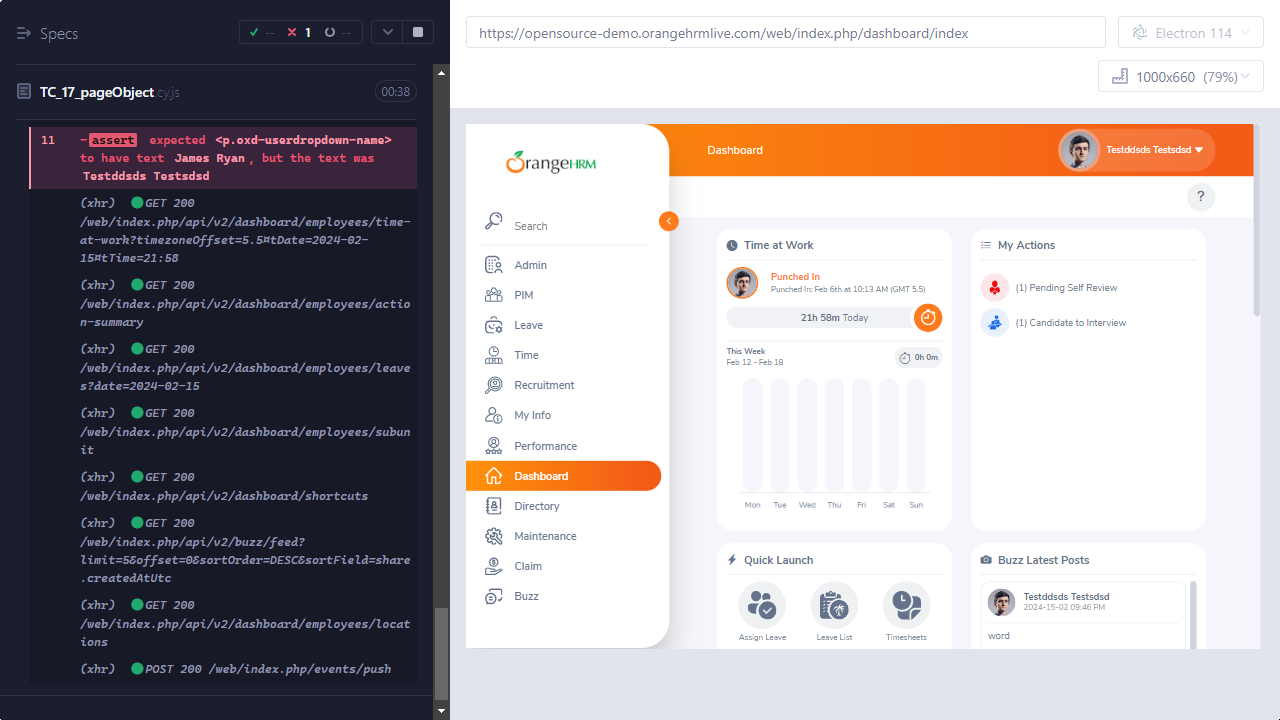 Specs
-- 1 --
TC_17_pageObject.cy.js
00:38
11 -assert expected <p.oxd-userdropdown-name>
to have text James Ryan, but the text was
Testddsds Testsdsd
(xhr) GET 200
/web/index.php/api/v2/dashboard/employees/time-
at-work?timezoneOffset=5.5¤tDate=2024-02-
15¤tTime=21:58
(xhr) GET 200
/web/index.php/api/v2/dashboard/employees/actio
n-summary
(xhr) GET 200
/web/index.php/api/v2/dashboard/employees/leave
s?date=2024-02-15
(xhr) GET 200
/web/index.php/api/v2/dashboard/employees/subun
it
(xhr) GET 200
/web/index.php/api/v2/dashboard/shortcuts
(xhr) GET 200
/web/index.php/api/v2/buzz/feed?
limit=5&offset=0&sortOrder=DESC&sortField=share
.createdAtUtc
(xhr) GET 200
/web/index.php/api/v2/dashboard/employees/locat
ions
(xhr) POST 200 /web/index.php/events/push
https://opensource-demo.orangehrmlive.com/web/index.php/dashboard/index
Electron 114
1000x660 (79%)
OrangeHRM
Search
Admin
PIM
Leave
Time
Recruitment
My Info
Performance
Dashboard
Directory
Maintenance
Claim
Buzz
Dashboard
Testddsds Testsdsd
?
Time at Work
Punched In
Punched In: Feb 6th at 10:13 AM (GMT 5.5)
21h 58m Today
This Week
Feb 12 - Feb 18
0h 0m
Mon Tue Wed Thu Fri Sat Sun
My Actions
(1) Pending Self Review
(1) Candidate to Interview
Quick Launch
Assign Leave Leave List Timesheets
Buzz Latest Posts
Testddsds Testsdsd
2024-15-02 09:46 PM
word